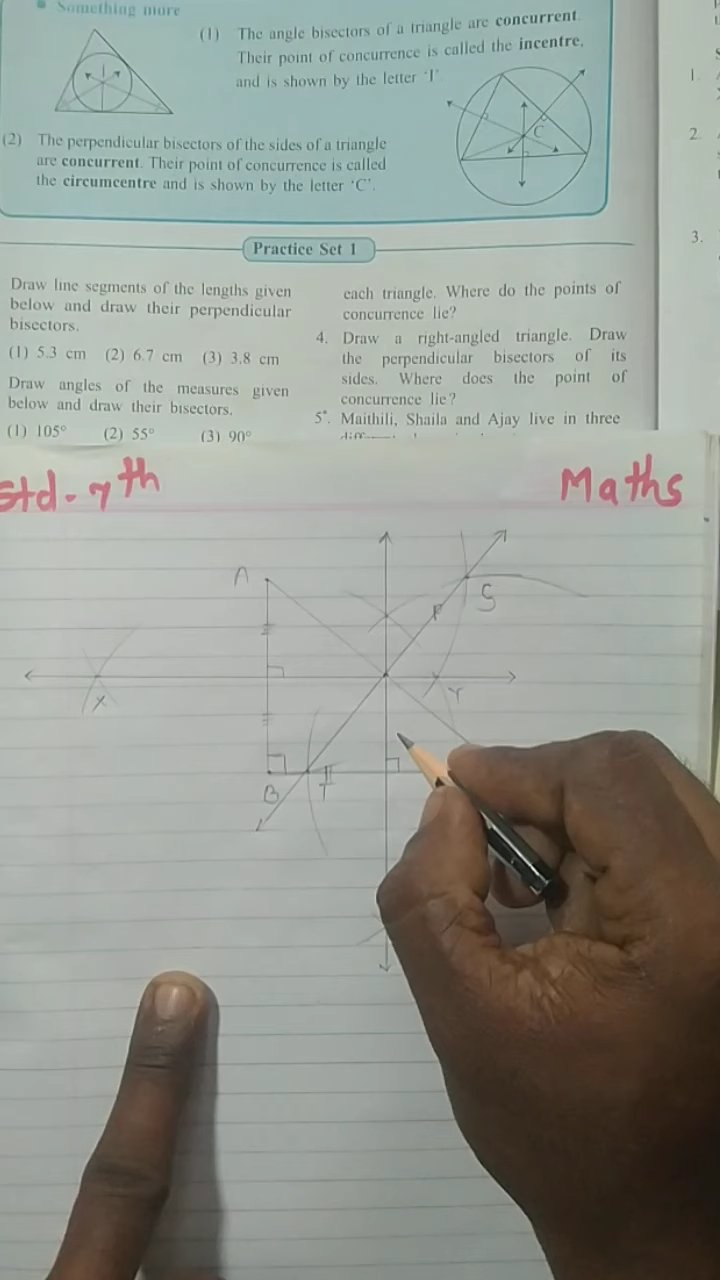 Something more
(1) The angle bisectors of a triangle are concurrent.
Their point of concurrence is called the incentre,
and is shown by the letter 'I'.
(2) The perpendicular bisectors of the sides of a triangle
are concurrent. Their point of concurrence is called
the circumcentre and is shown by the letter 'C'.
I
C
Practice Set 1
Draw line segments of the lengths given
below and draw their perpendicular
bisectors.
(1) 5.3 cm (2) 6.7 cm (3) 3.8 cm
Draw angles of the measures given
below and draw their bisectors.
(1) 105° (2) 55° (3) 90°
each triangle. Where do the points of
concurrence lie?
4. Draw a right-angled triangle. Draw
the perpendicular bisectors of its
sides. Where does the point of
concurrence lie?
5*. Maithili, Shaila and Ajay live in three
1.
2.
3.
Std-7th
Maths
A
S
X
Y
B
T